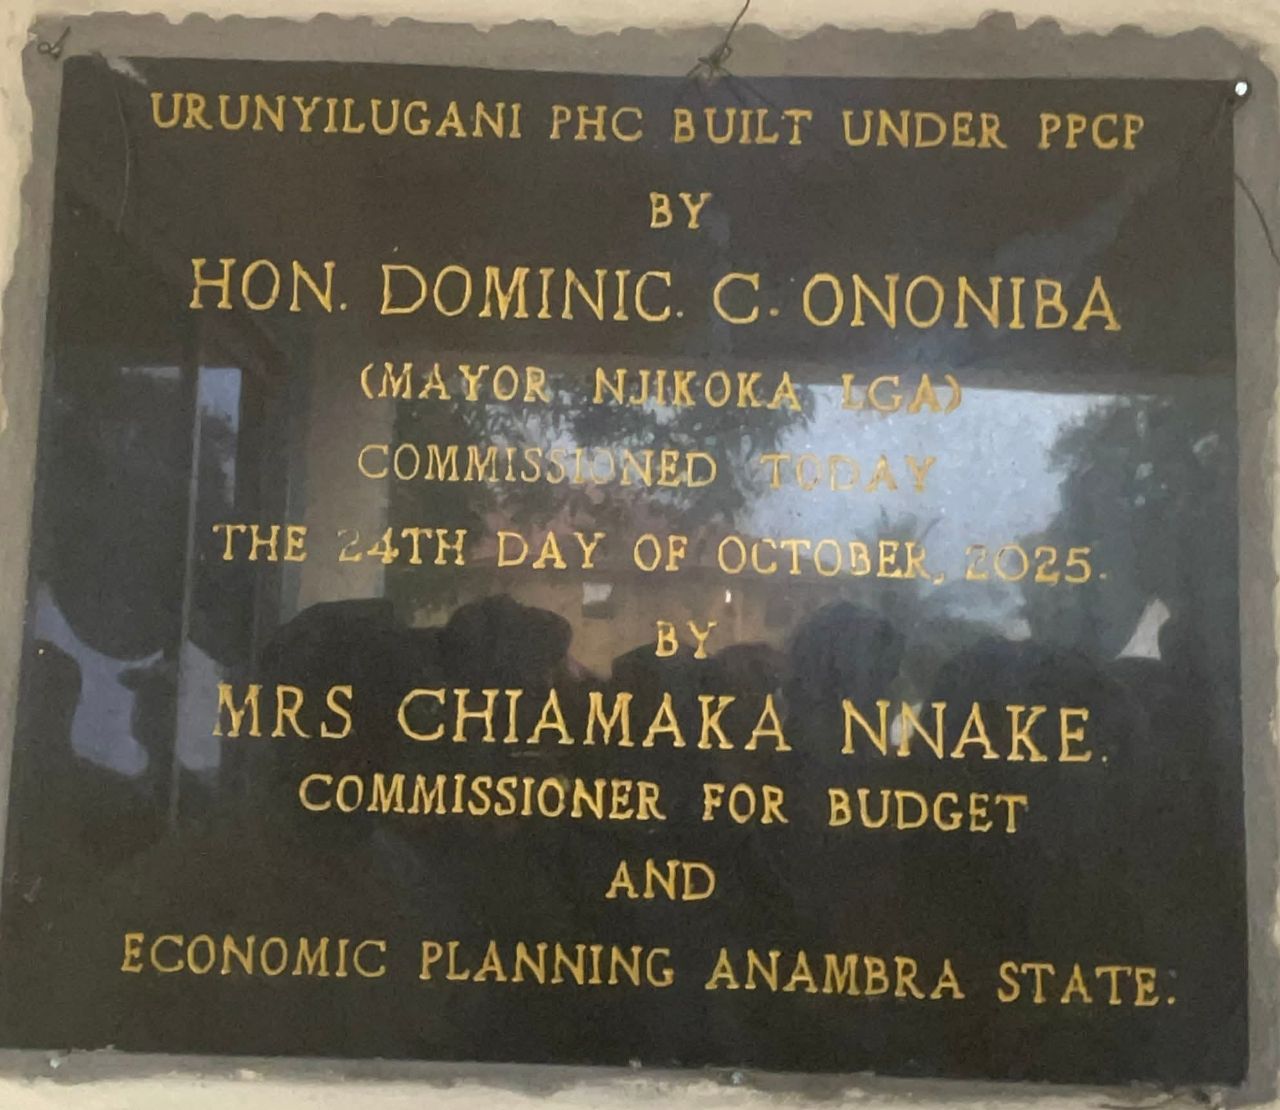 URUNYILUGANI PHC BUILT UNDER PPCP
BY
HON. DOMINIC. C. ONONIBA
(MAYOR NJIKOKA LGA)
COMMISSIONED TODAY
THE 24TH DAY OF OCTOBER, 2025.
BY
MRS CHIAMAKA NNAKE.
COMMISSIONER FOR BUDGET
AND
ECONOMIC PLANNING ANAMBRA STATE.